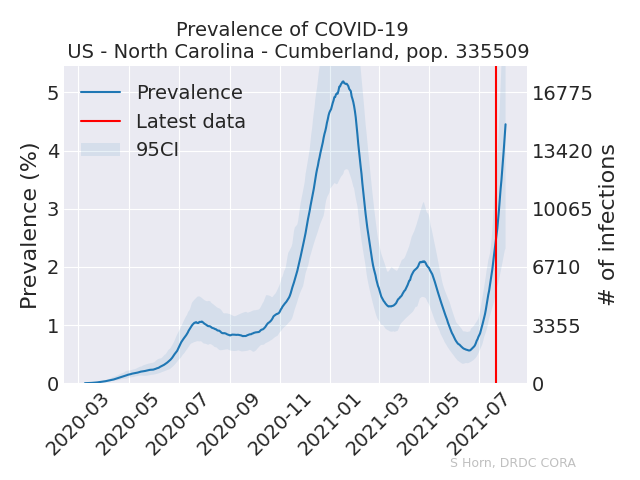 Prevalence of COVID-19
US - North Carolina - Cumberland, pop. 335509
Prevalence
Latest data
95CI
Prevalence (%)
5
4
3
2
1
0
16775
13420
10065
6710
3355
0
# of infections
2020-03
2020-05
2020-07
2020-09
2020-11
2021-01
2021-03
2021-05
2021-07
S Horn, DRDC CORA